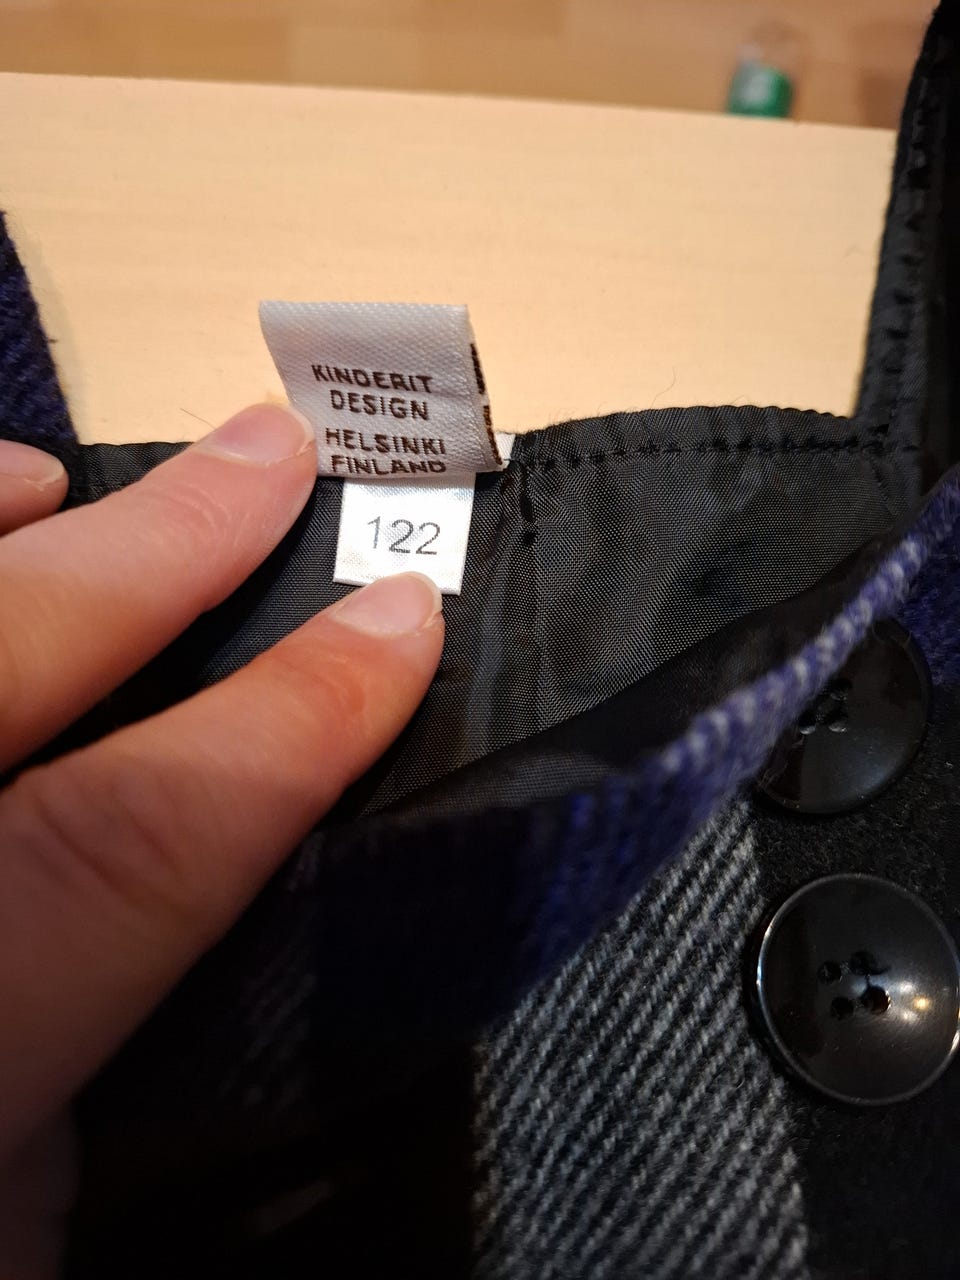 KINDERIT
DESIGN
HELSINKI
FINLAND
122